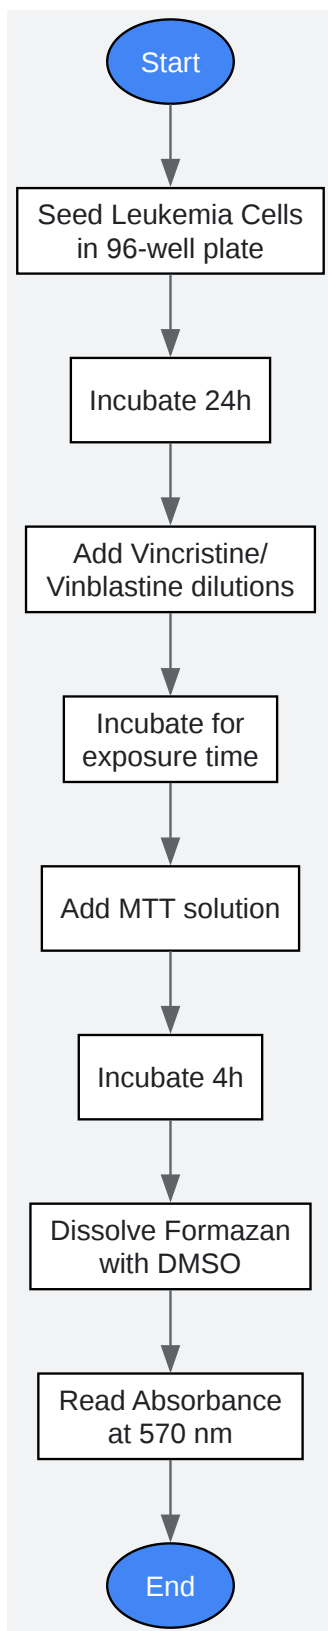 Start
Seed Leukemia Cells
in 96-well plate
Incubate 24h
Add Vincristine/
Vinblastine dilutions
Incubate for
exposure time
Add MTT solution
Incubate 4h
Dissolve Formazan
with DMSO
Read Absorbance
at 570 nm
End